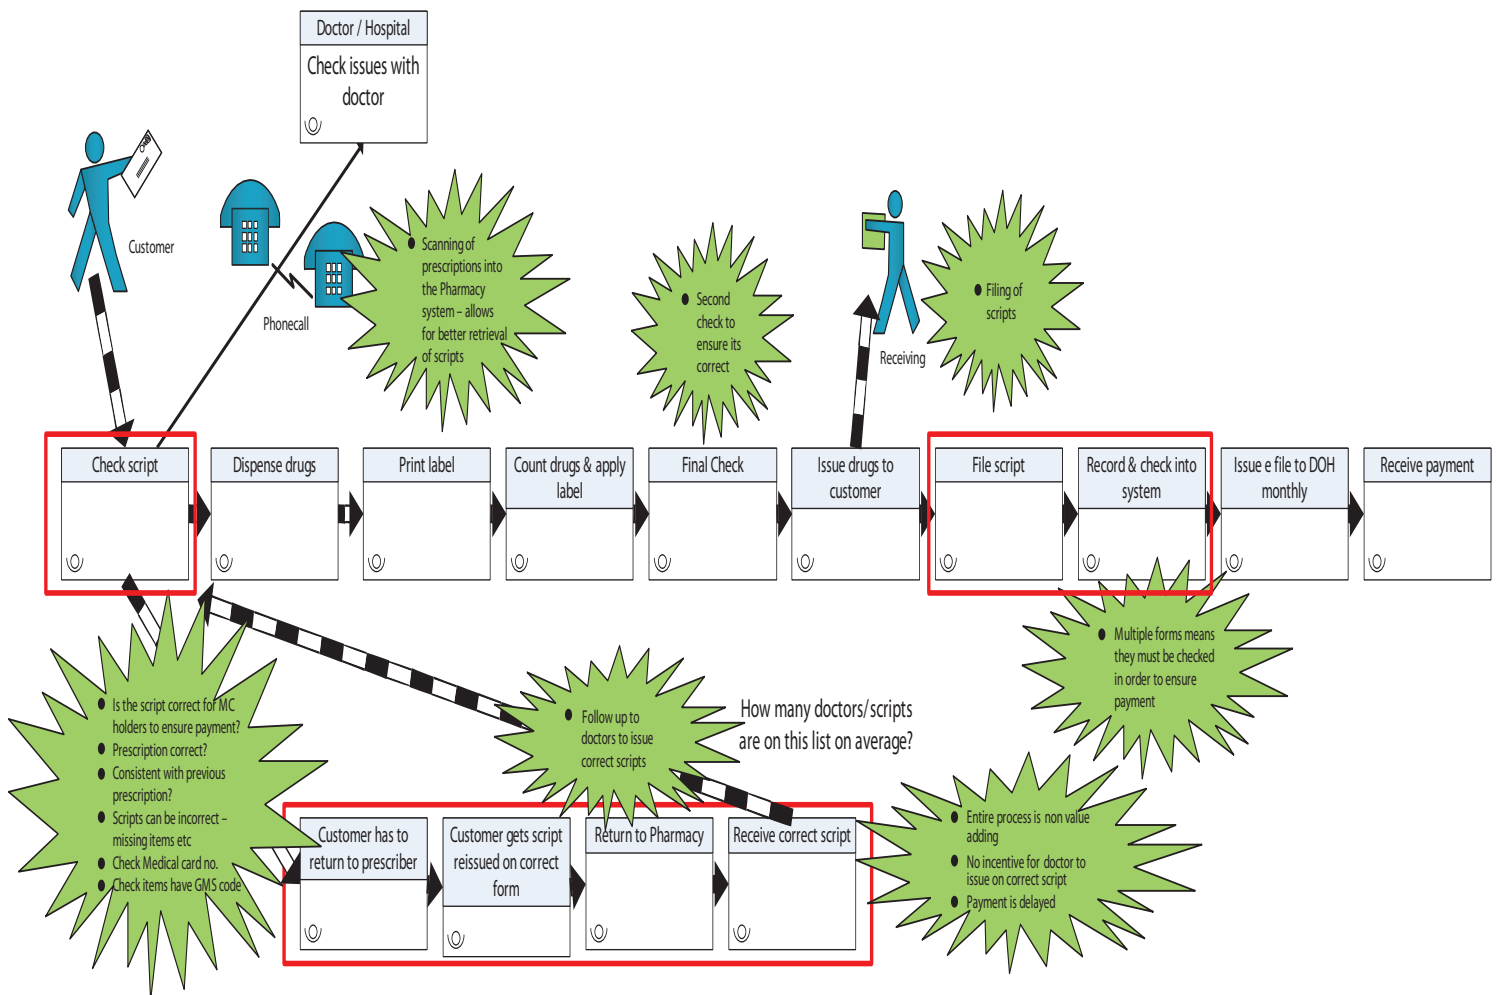 Doctor / Hospital
Check issues with
doctor
Customer
Phonecall
Scanning of
prescriptions into
the Pharmacy
system – allows
for better retrieval
of scripts
Second
check to
ensure its
correct
Receiving
Filing of
scripts
Check script
Dispense drugs
Print label
Count drugs & apply
label
Final Check
Issue drugs to
customer
File script
Record & check into
system
Issue e file to DOH
monthly
Receive payment
Is the script correct for MC
holders to ensure payment?
Prescription correct?
Consistent with previous
prescription?
Scripts can be incorrect –
missing items etc
Check Medical card no.
Check items have GMS code
Follow up to
doctors to issue
correct scripts
How many doctors/scripts
are on this list on average?
Multiple forms means
they must be checked
in order to ensure
payment
Customer has to
return to prescriber
Customer gets script
reissued on correct
form
Return to Pharmacy
Receive correct script
Entire process is non value
adding
No incentive for doctor to
issue on correct script
Payment is delayed